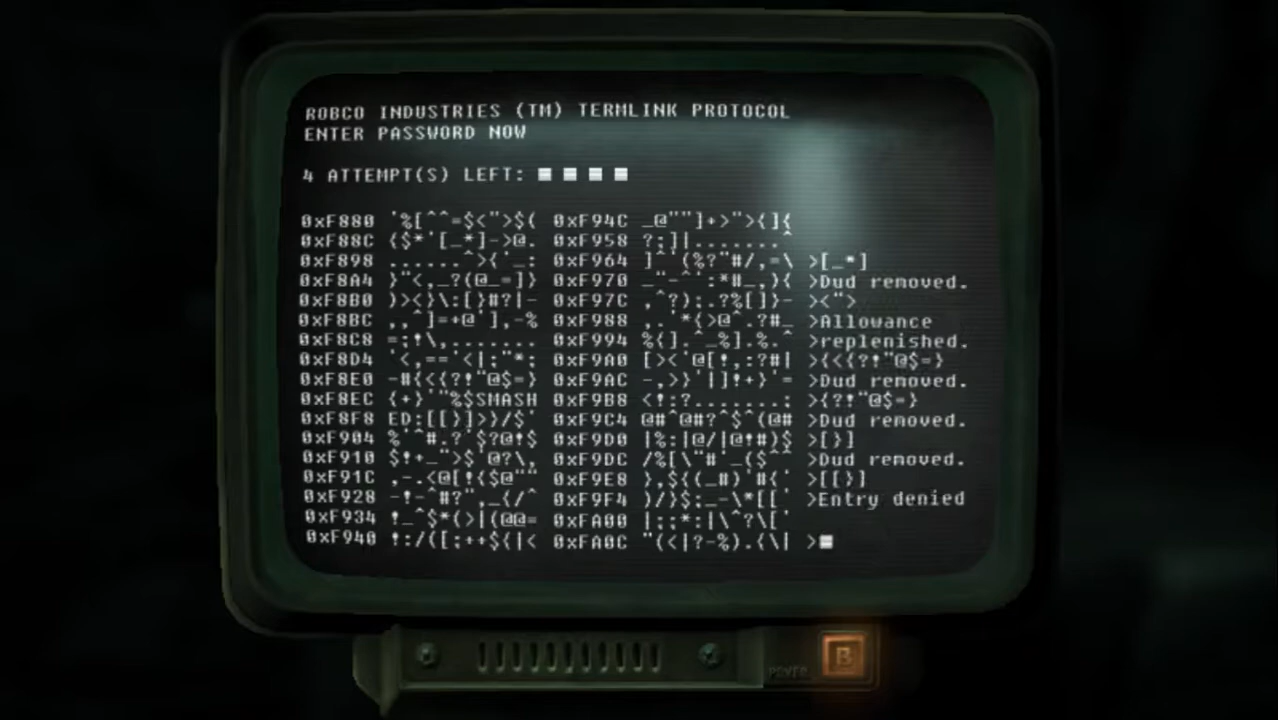 ROBCO INDUSTRIES (TM) TERMLINK PROTOCOL
ENTER PASSWORD NOW
4 ATTEMPT(S) LEFT:
0xF880 '%[^^=$<">$( 0xF94C _@""]+>">{]{
0xF88C ($*'[_*]->@. 0xF958 ?;]|.......^
0xF898 ......^>{'_: 0xF964 ]^'(%?"#/,=\ >[_*]
0xF8A4 }"<,_?(@_=]} 0xF970 _"-^':*#_,){ >Dud removed.
0xF8B0 )><}\:[}#?|- 0xF97C ,^?);.?%[]}- ><">
0xF8BC ,,^]=+@'],-% 0xF988 ,.'*{>@^.?#_ >Allowance
0xF8C8 =;!\,....... 0xF994 %{].^_%].%.^ >replenished.
0xF8D4 '<,=='<|;"*: 0xF9A0 [><'@[!,:?#| >{<{?!"@$=}
0xF8E0 -#{<{?!"@$=} 0xF9AC -,>}'|]!+}'= >Dud removed.
0xF8EC {+}'"%$SMASH 0xF9B8 <!:?.......; >{?!"@$=}
0xF8F8 ED:[[}]>)/$' 0xF9C4 @#^@#?^$^(@# >Dud removed.
0xF904 %'^#.?'$?@!$ 0xF9D0 |%:|@/|@!#)$ >[}]
0xF910 $!+_">$'@?\, 0xF9DC /%[\"#'_($^^ >Dud removed.
0xF91C ,-.<@[!{$@"" 0xF9E8 },${(_#)'#{' >[[}]
0xF928 -!-^#?",_{/^ 0xF9F4 )/}$;_-\*[[' >Entry denied
0xF934 !_^$*(>|(@@= 0xFA00 |;;*:|\^?\['
0xF940 !:/([;++${|< 0xFA0C "(<|?-%).{\| >
POWER
B